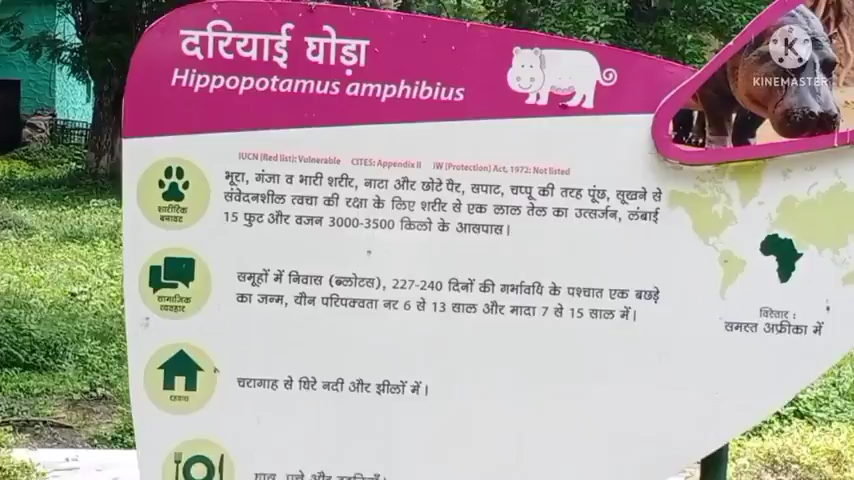 दरियाई घोड़ा
Hippopotamus amphibius
KINEMASTER
IUCN (Red list): Vulnerable CITES: Appendix II IW (Protection) Act, 1972: Not listed
शारीरिक
बनावट
भूरा, गंजा व भारी शरीर, नाटा और छोटे पैर, सपाट, चप्पू की तरह पूंछ, सूखने से
संवेदनशील त्वचा की रक्षा के लिए शरीर से एक लाल तेल का उत्सर्जन, लंबाई
15 फुट और वजन 3000-3500 किलो के आसपास।
सामाजिक
व्यवहार
समूहों में निवास (ब्लोटस), 227-240 दिनों की गर्भावधि के पश्चात एक बछड़े
का जन्म, यौन परिपक्वता नर 6 से 13 साल और मादा 7 से 15 साल में।
विस्तार :
समस्त अफ्रीका में
रहवास
चरागाह से घिरे नदी और झीलों में।